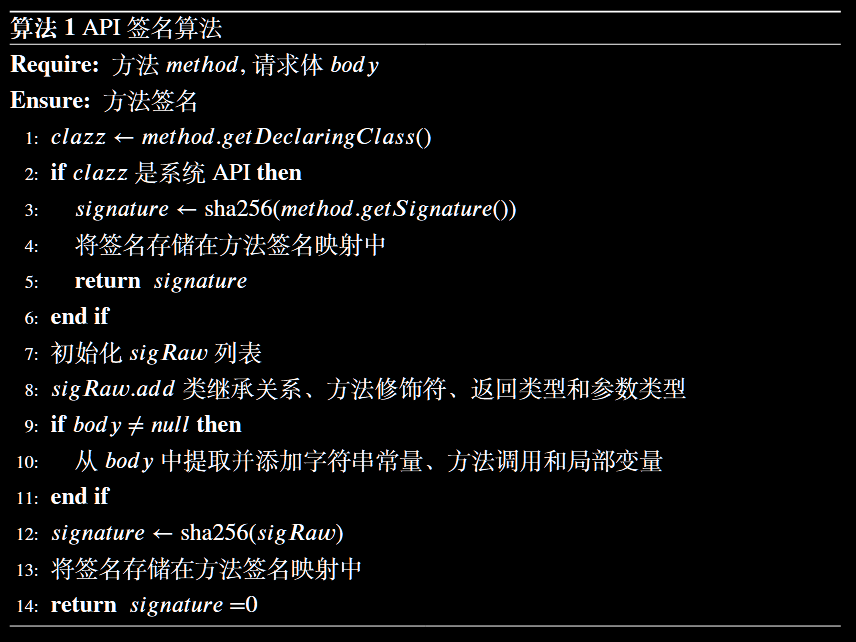 算法 1 API 签名算法
Require: 方法 method, 请求体 body
Ensure: 方法签名
1: clazz ← method.getDeclaringClass()
2: if clazz 是系统 API then
3: signature ← sha256(method.getSignature())
4: 将签名存储在方法签名映射中
5: return signature
6: end if
7: 初始化 sigRaw 列表
8: sigRaw.add 类继承关系、方法修饰符、返回类型和参数类型
9: if body ≠ null then
10: 从 body 中提取并添加字符串常量、方法调用和局部变量
11: end if
12: signature ← sha256(sigRaw)
13: 将签名存储在方法签名映射中
14: return signature =0